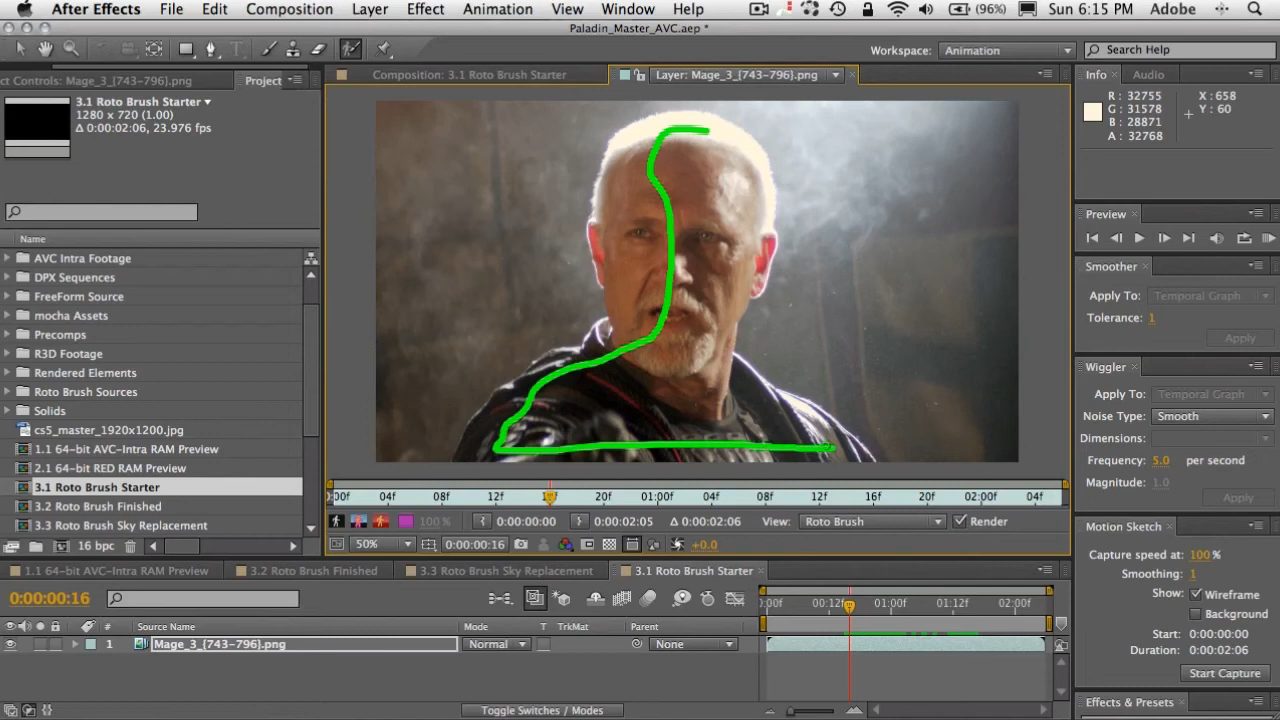 After Effects File Edit Composition Layer Effect Animation View Window Help (96%) Sun 6:15 PM Adobe
Paladin_Master_AVC.aep *
Workspace: Animation Search Help
ct Controls: Mage_3_{743-796}.png Project
Composition: 3.1 Roto Brush Starter Layer: Mage_3_{743-796}.png
Info Audio
3.1 Roto Brush Starter
1280 x 720 (1.00)
Δ 0:00:02:06, 23.976 fps
R: 32755
G: 31578
B: 28871
A: 32768
X: 658
Y: 60
Name
AVC Intra Footage
DPX Sequences
FreeForm Source
mocha Assets
Precomps
R3D Footage
Rendered Elements
Roto Brush Sources
Solids
cs5_master_1920x1200.jpg
1.1 64-bit AVC-Intra RAM Preview
2.1 64-bit RED RAM Preview
3.1 Roto Brush Starter
3.2 Roto Brush Finished
3.3 Roto Brush Sky Replacement
16 bpc
Preview
Smoother
Apply To: Temporal Graph
Tolerance: 1
Apply
Wiggler
Apply To: Temporal Graph
Noise Type: Smooth
Dimensions:
Frequency: 5.0 per second
Magnitude: 1.0
Apply
Motion Sketch
Capture speed at: 100 %
Smoothing: 1
Show: Wireframe
Background
Start: 0:00:00:00
Duration: 0:00:02:06
Start Capture
Effects & Presets
0:00f 04f 08f 12f 20f 01:00f 04f 08f 12f 16f 20f 02:00f 04f
100 % 0:00:00:00 0:00:02:05 Δ 0:00:02:06 View: Roto Brush Render
50% 0:00:00:16 +0.0
1.1 64-bit AVC-Intra RAM Preview 3.2 Roto Brush Finished 3.3 Roto Brush Sky Replacement 3.1 Roto Brush Starter
0:00:00:16
:00f 00:12f 01:00f 01:12f 02:00f
# Source Name Mode T TrkMat Parent
1 Mage_3_{743-796}.png Normal None
Toggle Switches / Modes